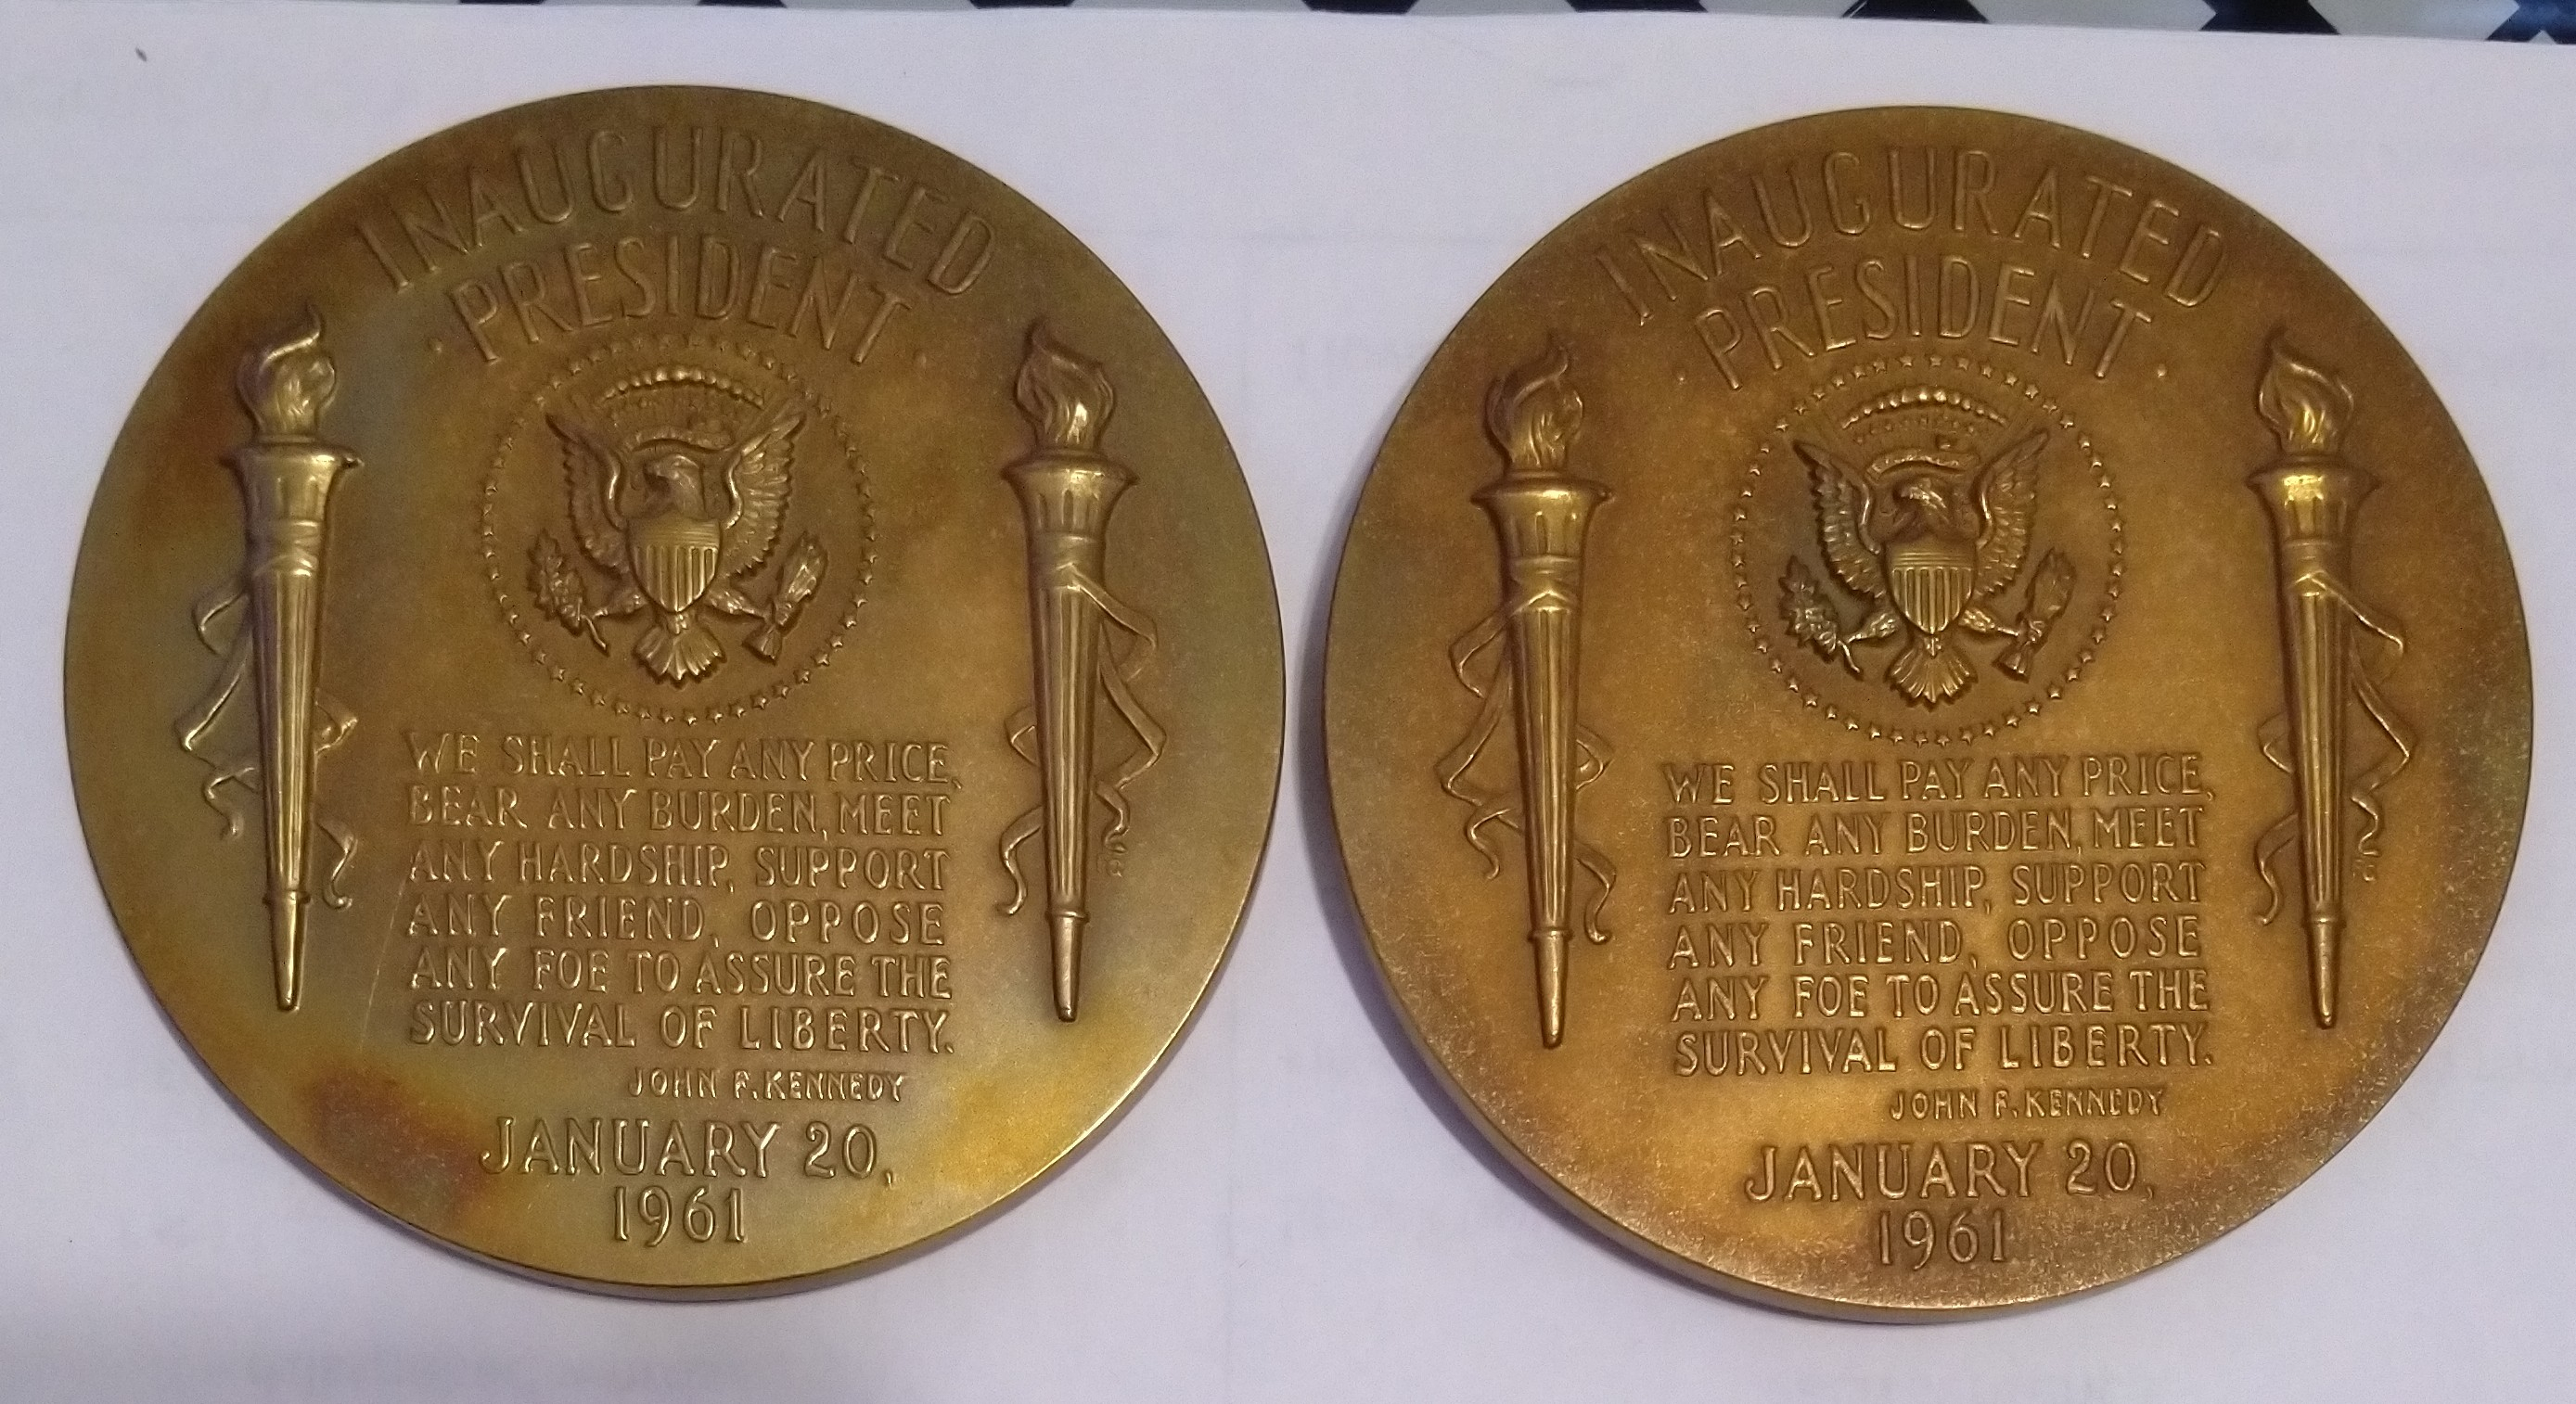 INAUGURATED
· PRESIDENT ·
WE SHALL PAY ANY PRICE,
BEAR ANY BURDEN, MEET
ANY HARDSHIP, SUPPORT
ANY FRIEND, OPPOSE
ANY FOE TO ASSURE THE
SURVIVAL OF LIBERTY.
JOHN F. KENNEDY
JANUARY 20,
1961
INAUGURATED
· PRESIDENT ·
WE SHALL PAY ANY PRICE,
BEAR ANY BURDEN, MEET
ANY HARDSHIP, SUPPORT
ANY FRIEND, OPPOSE
ANY FOE TO ASSURE THE
SURVIVAL OF LIBERTY.
JOHN F. KENNEDY
JANUARY 20,
1961